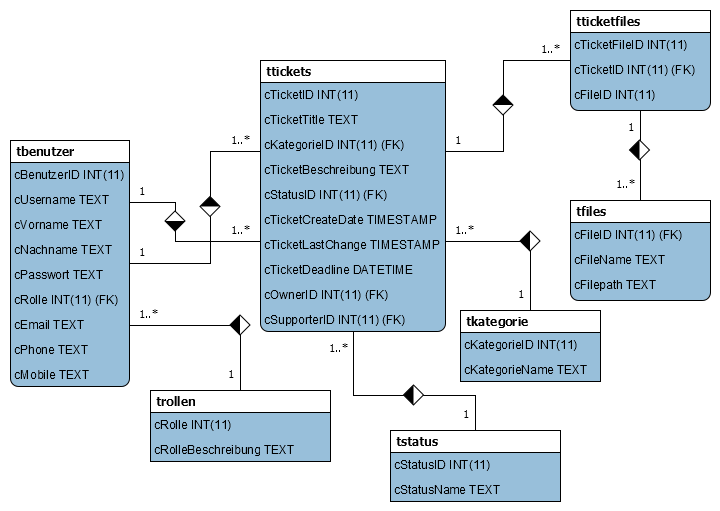 tticketfiles
cTicketFileID INT(11)
cTicketID INT(11) (FK)
cFileID INT(11)
1..*
1
1..*
ttickets
cTicketID INT(11)
cTicketTitle TEXT
cKategorieID INT(11) (FK)
cTicketBeschreibung TEXT
cStatusID INT(11) (FK)
cTicketCreateDate TIMESTAMP
cTicketLastChange TIMESTAMP
cTicketDeadline DATETIME
cOwnerID INT(11) (FK)
cSupporterID INT(11) (FK)
1..*
1..*
1
1..*
1..*
tbenutzer
cBenutzerID INT(11)
cUsername TEXT
cVorname TEXT
cNachname TEXT
cPasswort TEXT
cRolle INT(11) (FK)
cEmail TEXT
cPhone TEXT
cMobile TEXT
1
1
1..*
1
tfiles
cFileID INT(11) (FK)
cFileName TEXT
cFilepath TEXT
1
tkategorie
cKategorieID INT(11)
cKategorieName TEXT
trollen
cRolle INT(11)
cRolleBeschreibung TEXT
1
tstatus
cStatusID INT(11)
cStatusName TEXT